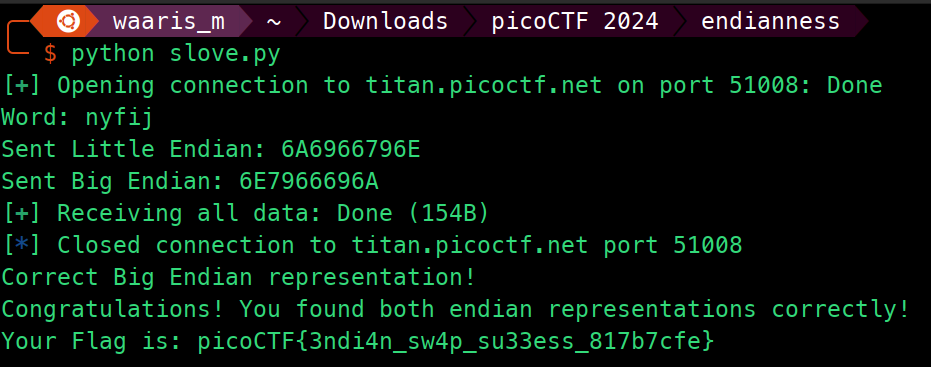 waaris_m ~ Downloads picoCTF 2024 endianness
$ python slove.py
[+] Opening connection to titan.picoctf.net on port 51008: Done
Word: nyfij
Sent Little Endian: 6A6966796E
Sent Big Endian: 6E7966696A
[+] Receiving all data: Done (154B)
[*] Closed connection to titan.picoctf.net port 51008
Correct Big Endian representation!
Congratulations! You found both endian representations correctly!
Your Flag is: picoCTF{3ndi4n_sw4p_su33ess_817b7cfe}